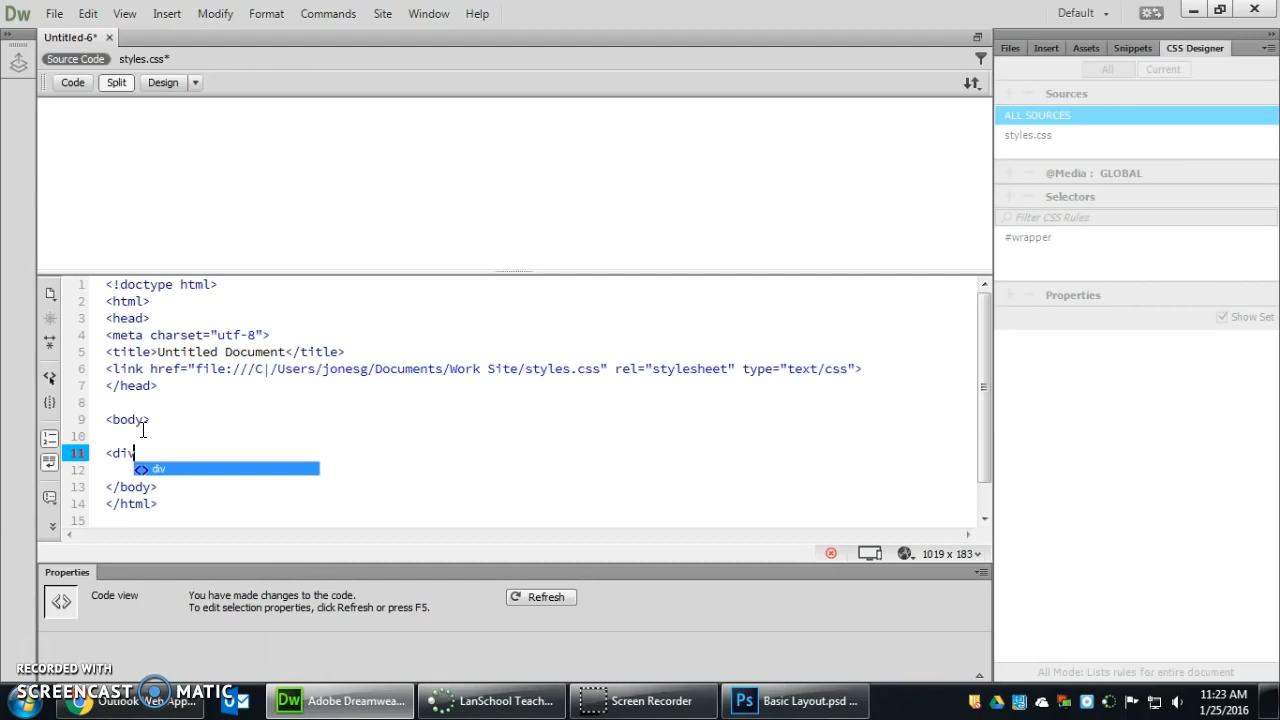 Dw File Edit View Insert Modify Format Commands Site Window Help Default
Untitled-6* ×
Source Code styles.css*
Code Split Design
Files Insert Assets Snippets CSS Designer
All Current
Sources
ALL SOURCES
styles.css
@Media : GLOBAL
Selectors
Filter CSS Rules
#wrapper
Properties
Show Set
1 <!doctype html>
2 <html>
3 <head>
4 <meta charset="utf-8">
5 <title>Untitled Document</title>
6 <link href="file:///C|/Users/jonesg/Documents/Work Site/styles.css" rel="stylesheet" type="text/css">
7 </head>
8
9 <body>
10
11 <div
<> div
12
13 </body>
14 </html>
15
1019 x 183
Properties
Code view You have made changes to the code. Refresh
To edit selection properties, click Refresh or press F5.
All Mode: Lists rules for entire document
RECORDED WITH
SCREENCAST MATIC
Outlook Web App...
Dw Adobe Dreamwea...
LanSchool Teach...
Screen Recorder
Ps Basic Layout.psd ...
11:23 AM
1/25/2016